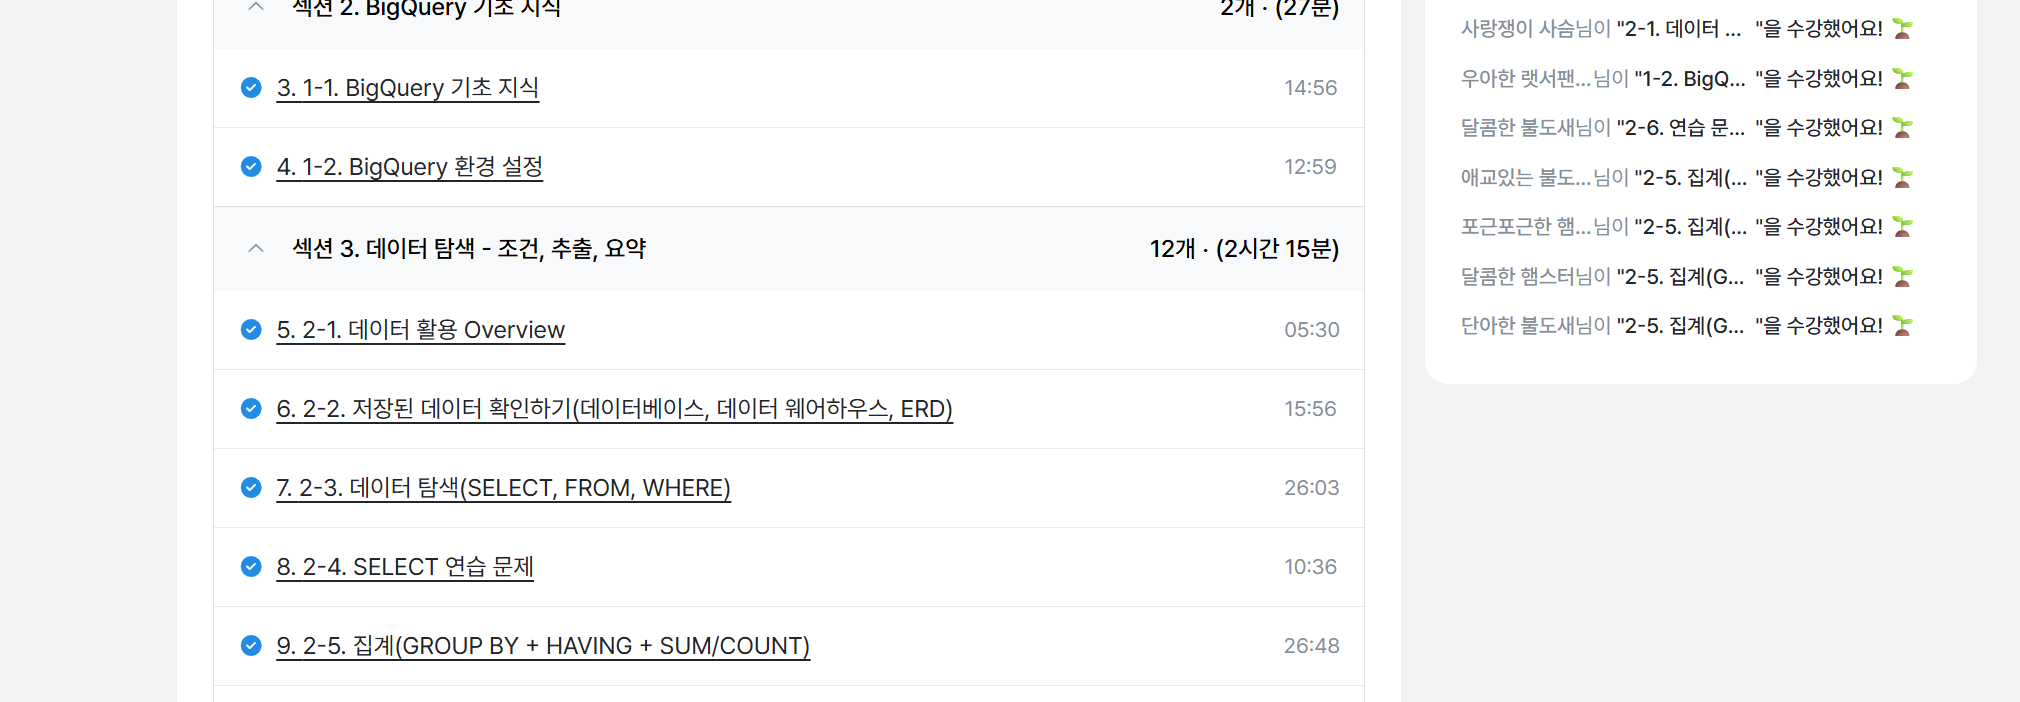 섹션 2. BigQuery 기초 지식 2개 · (27분)
3. 1-1. BigQuery 기초 지식 14:56
4. 1-2. BigQuery 환경 설정 12:59
섹션 3. 데이터 탐색 - 조건, 추출, 요약 12개 · (2시간 15분)
5. 2-1. 데이터 활용 Overview 05:30
6. 2-2. 저장된 데이터 확인하기(데이터베이스, 데이터 웨어하우스, ERD) 15:56
7. 2-3. 데이터 탐색(SELECT, FROM, WHERE) 26:03
8. 2-4. SELECT 연습 문제 10:36
9. 2-5. 집계(GROUP BY + HAVING + SUM/COUNT) 26:48
사랑쟁이 사슴님이 "2-1. 데이터 ... "을 수강했어요!
우아한 랫서팬...님이 "1-2. BigQ... "을 수강했어요!
달콤한 불도새님이 "2-6. 연습 문... "을 수강했어요!
애교있는 불도...님이 "2-5. 집계(... "을 수강했어요!
포근포근한 햄...님이 "2-5. 집계(... "을 수강했어요!
달콤한 햄스터님이 "2-5. 집계(G... "을 수강했어요!
단아한 불도새님이 "2-5. 집계(G... "을 수강했어요!